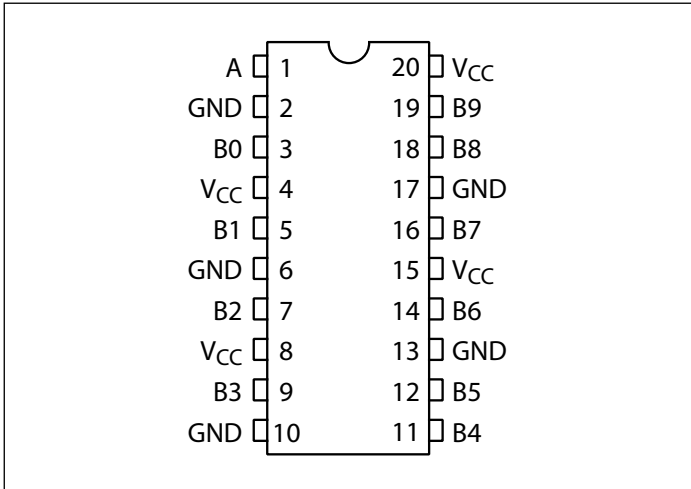 A 1 20 VCC
GND 2 19 B9
B0 3 18 B8
VCC 4 17 GND
B1 5 16 B7
GND 6 15 VCC
B2 7 14 B6
VCC 8 13 GND
B3 9 12 B5
GND 10 11 B4